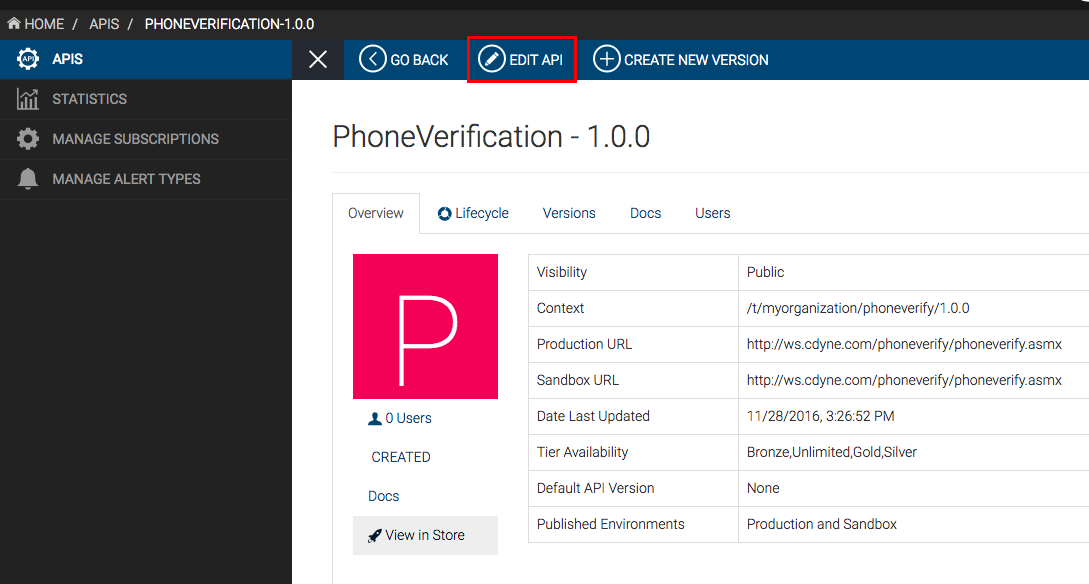 HOME / APIS / PHONEVERIFICATION-1.0.0
API APIS
GO BACK EDIT API CREATE NEW VERSION
STATISTICS
MANAGE SUBSCRIPTIONS
MANAGE ALERT TYPES
PhoneVerification - 1.0.0
Overview Lifecycle Versions Docs Users
P
0 Users
CREATED
Docs
View in Store
Visibility Public
Context /t/myorganization/phoneverify/1.0.0
Production URL http://ws.cdyne.com/phoneverify/phoneverify.asmx
Sandbox URL http://ws.cdyne.com/phoneverify/phoneverify.asmx
Date Last Updated 11/28/2016, 3:26:52 PM
Tier Availability Bronze,Unlimited,Gold,Silver
Default API Version None
Published Environments Production and Sandbox